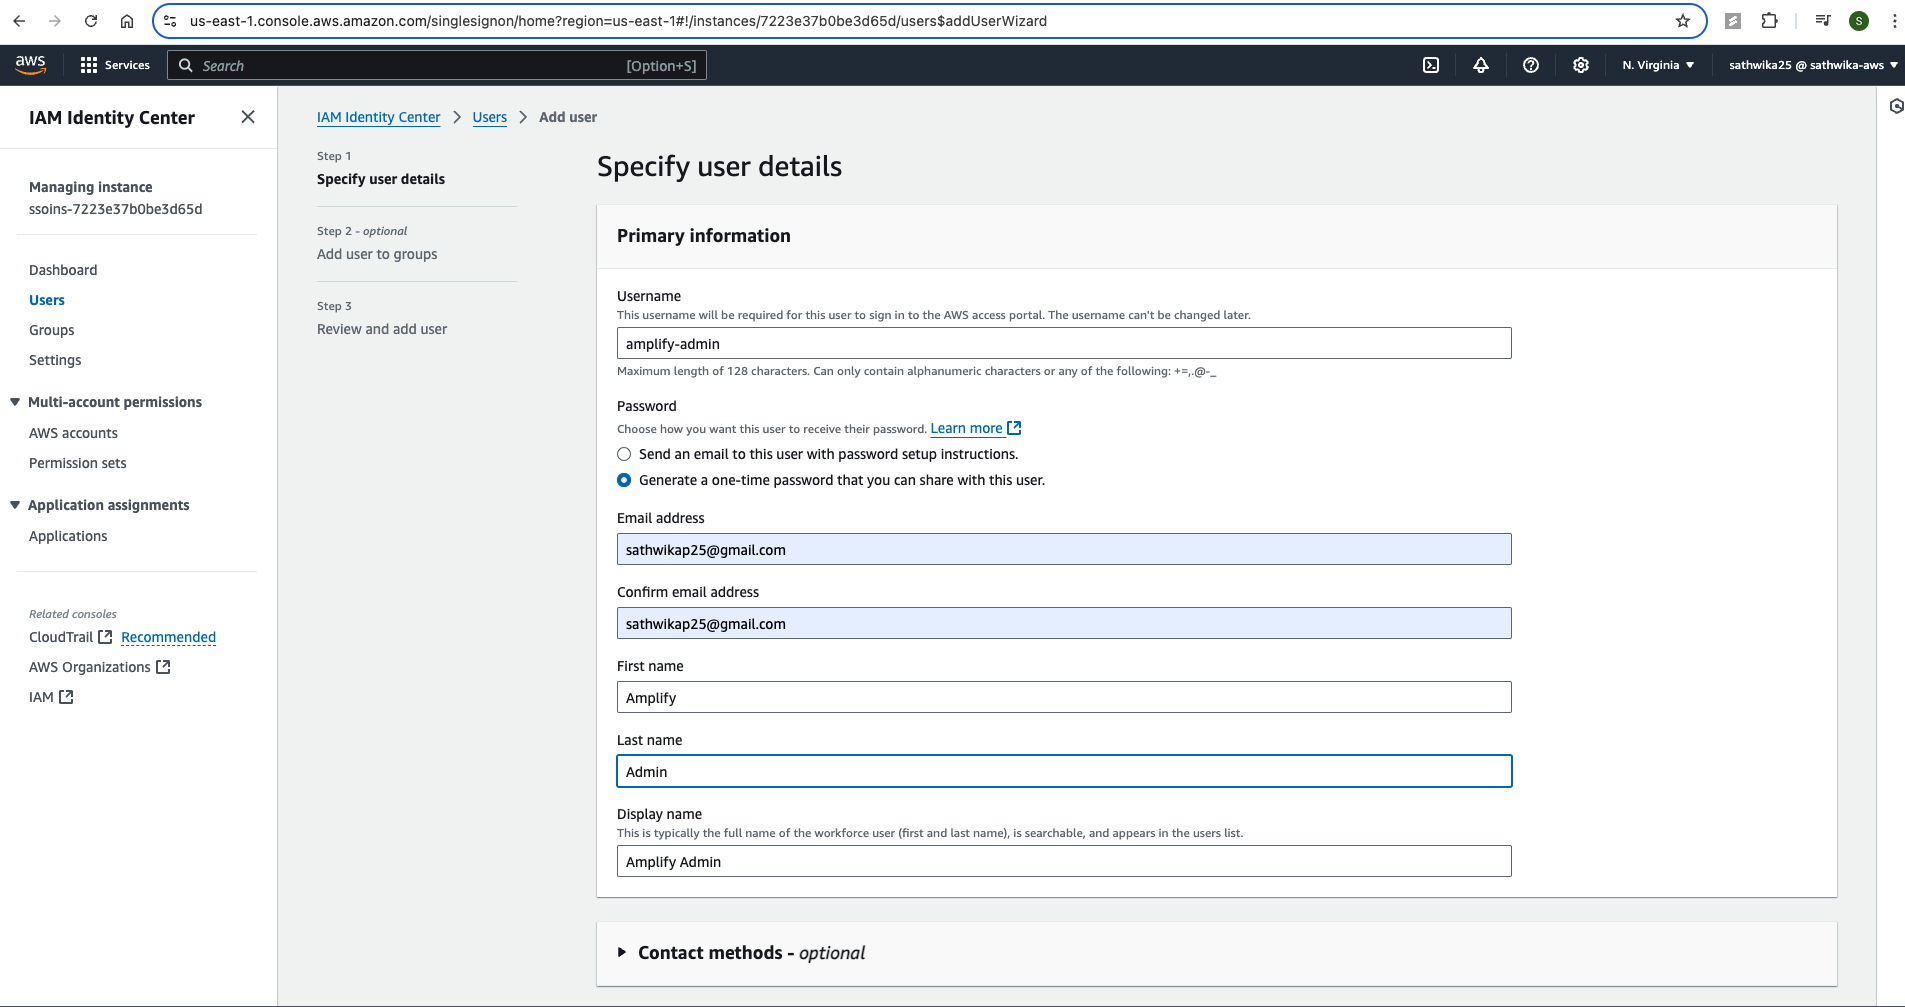 us-east-1.console.aws.amazon.com/singlesignon/home?region=us-east-1#!/instances/7223e37b0be3d65d/users$addUserWizard
S
aws
Services
Search
[Option+S]
N. Virginia
sathwika25 @ sathwika-aws
IAM Identity Center
Managing instance
ssoins-7223e37b0be3d65d
Dashboard
Users
Groups
Settings
Multi-account permissions
AWS accounts
Permission sets
Application assignments
Applications
Related consoles
CloudTrail Recommended
AWS Organizations
IAM
IAM Identity Center > Users > Add user
Step 1
Specify user details
Step 2 - optional
Add user to groups
Step 3
Review and add user
Specify user details
Primary information
Username
This username will be required for this user to sign in to the AWS access portal. The username can't be changed later.
amplify-admin
Maximum length of 128 characters. Can only contain alphanumeric characters or any of the following: +=,.@-_
Password
Choose how you want this user to receive their password. Learn more
Send an email to this user with password setup instructions.
Generate a one-time password that you can share with this user.
Email address
sathwikap25@gmail.com
Confirm email address
sathwikap25@gmail.com
First name
Amplify
Last name
Admin
Display name
This is typically the full name of the workforce user (first and last name), is searchable, and appears in the users list.
Amplify Admin
Contact methods - optional